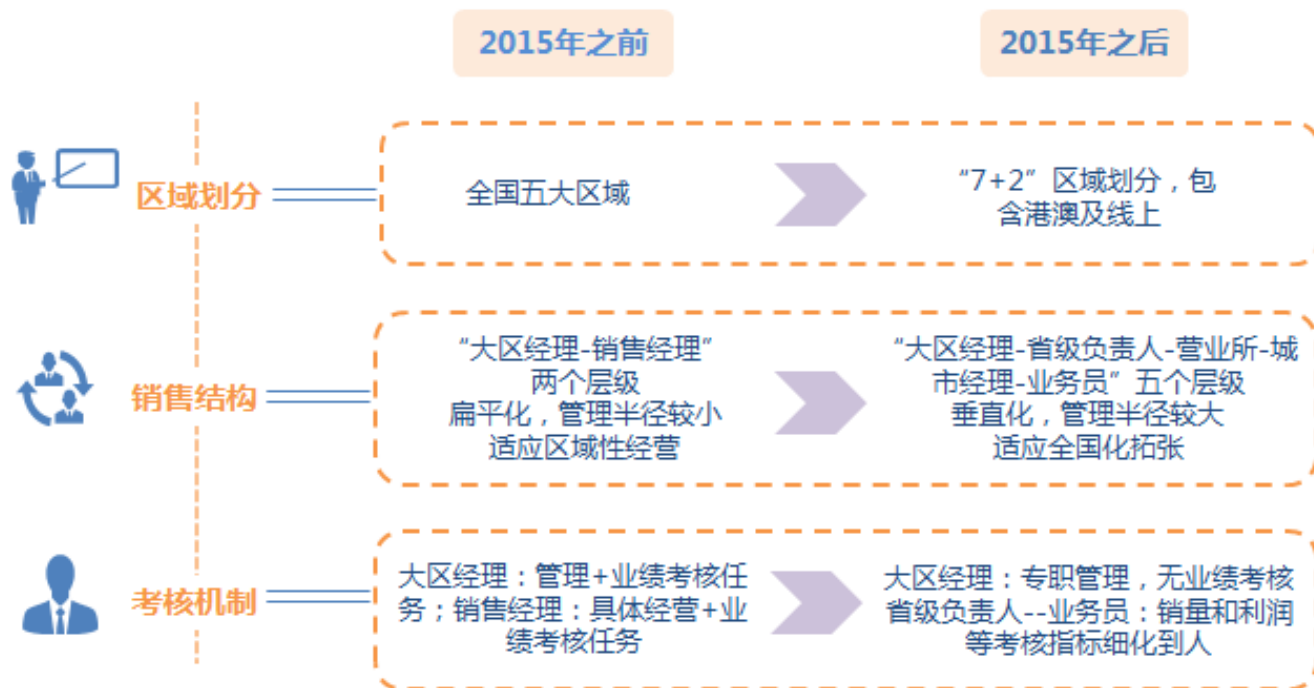 2015年之前
2015年之后
区域划分
全国五大区域
“7+2”区域划分，包
含港澳及线上
销售结构
“大区经理-销售经理”
两个层级
扁平化，管理半径较小
适应区域性经营
“大区经理-省级负责人-营业所-城
市经理-业务员”五个层级
垂直化，管理半径较大
适应全国化拓张
考核机制
大区经理：管理+业绩考核任
务；销售经理：具体经营+业
绩考核任务
大区经理：专职管理，无业绩考核
省级负责人--业务员：销量和利润
等考核指标细化到人